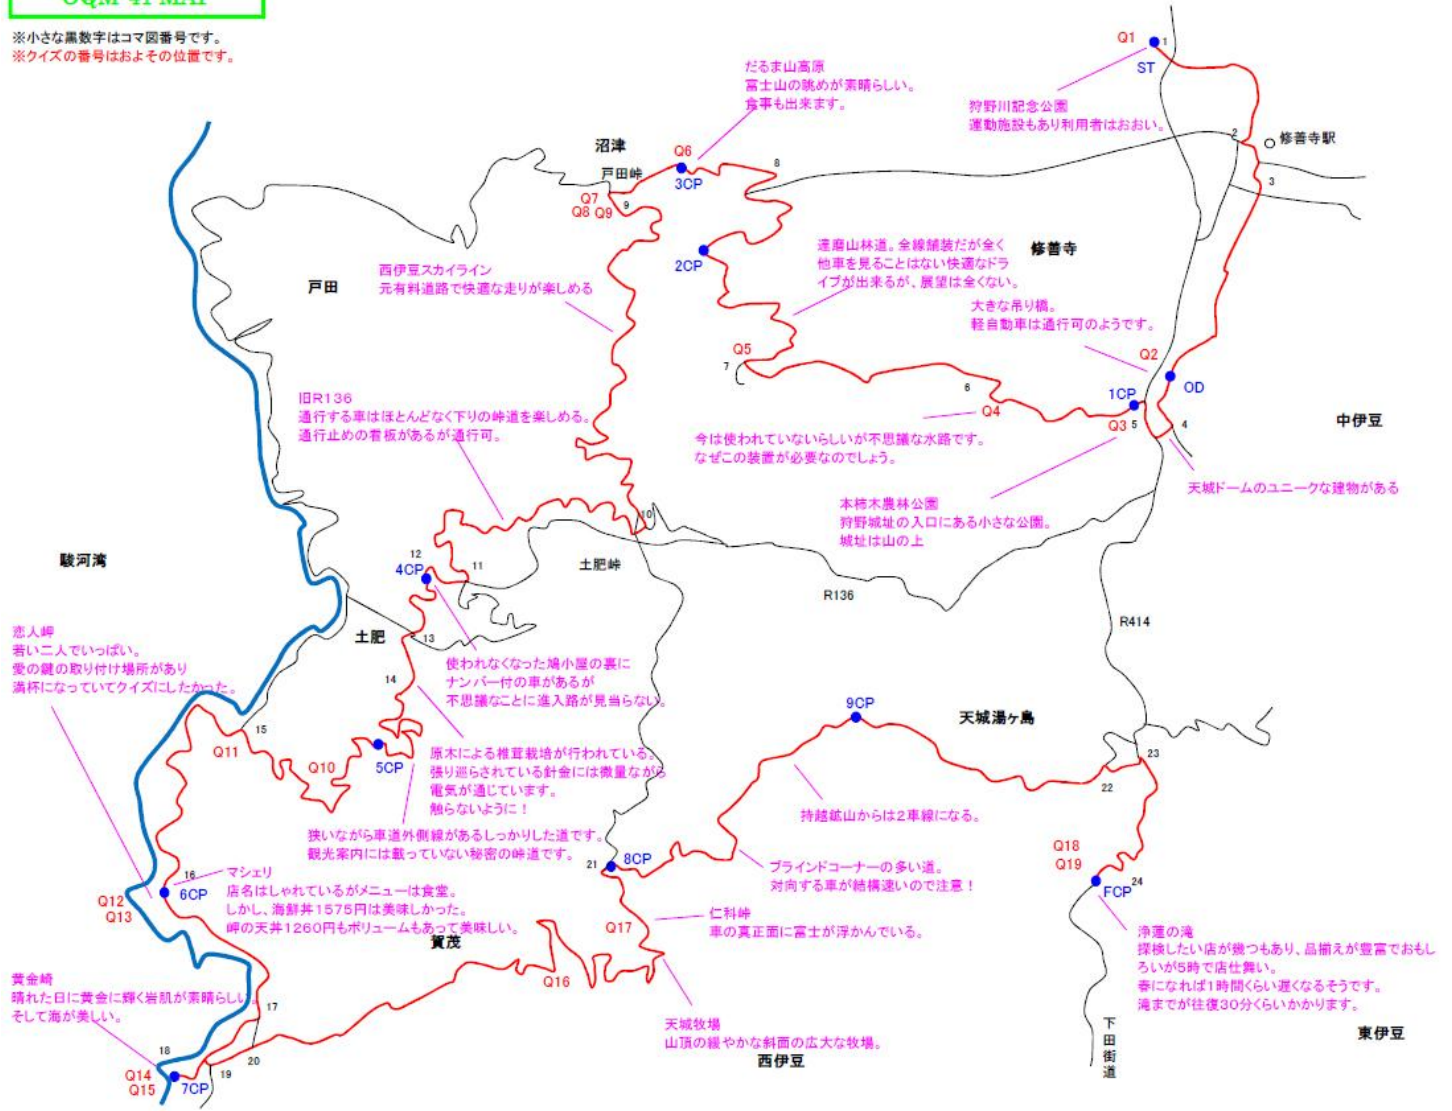 ※小さな黒数字はコマ図番号です。
※クイズの番号はおよその位置です。
Q1
1
ST
狩野川記念公園
運動施設もあり利用者はおおい。
だるま山高原
富士山の眺めが素晴らしい。
食事も出来ます。
2
修善寺駅
3
沼津
戸田峠
Q6
3CP
8
Q7
Q8 Q9
9
2CP
達磨山林道。全線舗装だが全く
他車を見ることはない快適なドラ
イブが出来るが、展望は全くない。
修善寺
西伊豆スカイライン
元有料道路で快適な走りが楽しめる
戸田
大きな吊り橋。
軽自動車は通行可のようです。
Q2
OD
Q5
7
6
Q4
1CP
Q3
5
4
中伊豆
旧R136
通行する車はほとんどなく下りの峠道を楽しめる。
通行止めの看板があるが通行可。
今は使われていないらしいが不思議な水路です。
なぜこの装置が必要なのでしょう。
天城ドームのユニークな建物がある
本柿木農林公園
狩野城址の入口にある小さな公園。
城址は山の上
10
駿河湾
12
4CP
11
土肥峠
R136
R414
恋人岬
若い二人でいっぱい。
愛の鍵の取り付け場所があり
満杯になっていてクイズにしたかった。
土肥
13
使われなくなった鳩小屋の裏に
ナンバー付の車があるが
不思議なことに進入路が見当らない。
14
9CP
天城湯ヶ島
15
Q11
Q10
5CP
原木による椎茸栽培が行われている。
張り巡らされている針金には微量ながら
電気が通じています。
触らないように！
23
22
持越鉱山からは2車線になる。
狭いながら車道外側線があるしっかりした道です。
観光案内には載っていない秘密の峠道です。
21
8CP
ブラインドコーナーの多い道。
対向する車が結構速いので注意！
Q18
Q19
24
FCP
16
6CP
マシェリ
店名はしゃれているがメニューは食堂。
しかし、海鮮丼1575円は美味しかった。
岬の天丼1260円もボリュームもあって美味しい。
Q12
Q13
賀茂
Q17
仁科峠
車の真正面に富士が浮かんでいる。
浄蓮の滝
探検したい店が幾つもあり、品揃えが豊富でおもし
ろいが5時で店仕舞い。
春になれば1時間くらい遅くなるそうです。
滝までが往復30分くらいかかります。
黄金崎
晴れた日に黄金に輝く岩肌が素晴らしい。
そして海が美しい。
Q16
17
天城牧場
山頂の緩やかな斜面の広大な牧場。
18
20
19
Q14
Q15
7CP
西伊豆
下田街道
東伊豆